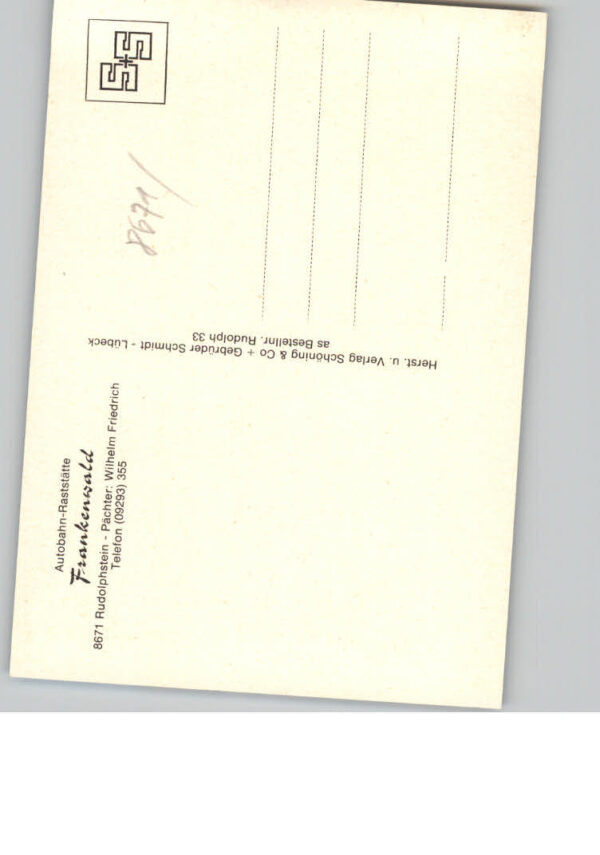 Autobahn-Raststätte
Frankenwald
8671 Rudolphstein - Pächter: Wilhelm Friedrich
Telefon (09293) 355
Herst. u. Verlag Schöning & Co + Gebrüder Schmidt - Lübeck
as Bestellnr. Rudolph 33
S+S
8671/